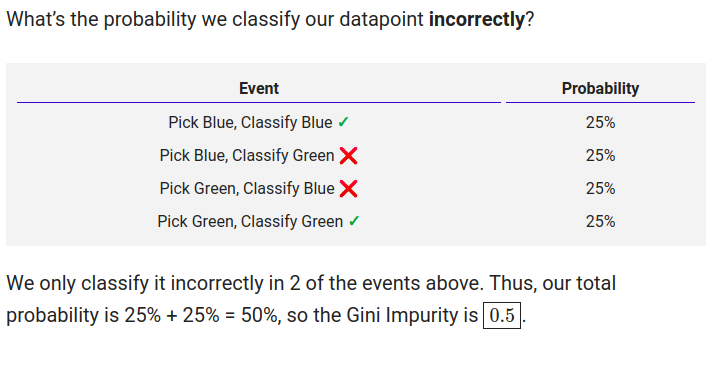 What’s the probability we classify our datapoint incorrectly?
Event Probability
Pick Blue, Classify Blue ✓ 25%
Pick Blue, Classify Green ❌ 25%
Pick Green, Classify Blue ❌ 25%
Pick Green, Classify Green ✓ 25%
We only classify it incorrectly in 2 of the events above. Thus, our total
probability is 25% + 25% = 50%, so the Gini Impurity is 0.5.